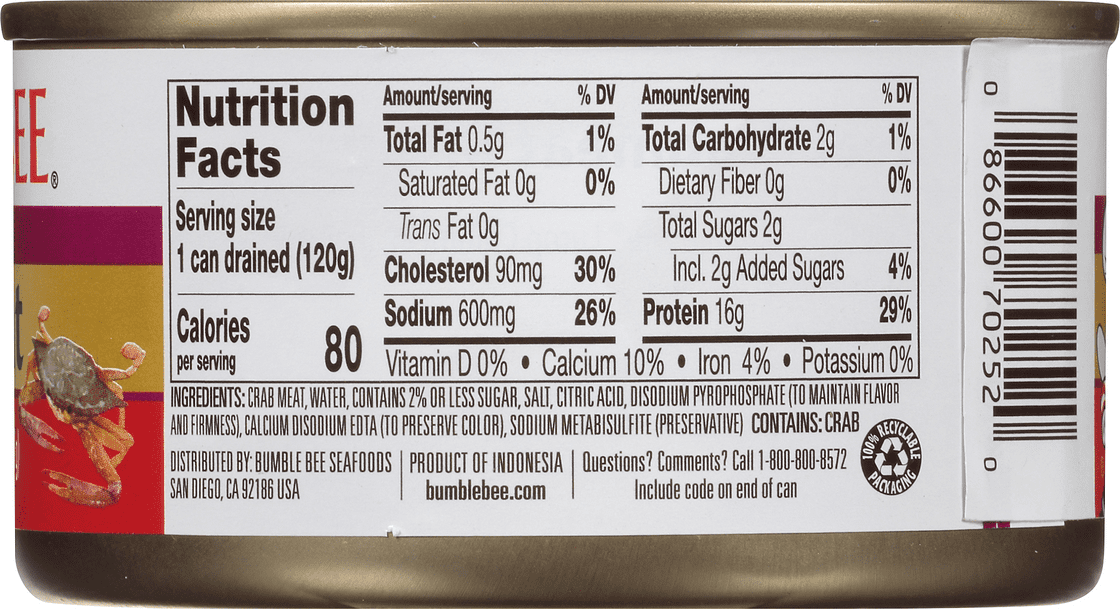 EE®
t
Nutrition
Facts
Serving size
1 can drained (120g)
Calories
per serving
80
Amount/serving % DV
Total Fat 0.5g 1%
Saturated Fat 0g 0%
Trans Fat 0g
Cholesterol 90mg 30%
Sodium 600mg 26%
Amount/serving % DV
Total Carbohydrate 2g 1%
Dietary Fiber 0g 0%
Total Sugars 2g
Incl. 2g Added Sugars 4%
Protein 16g 29%
Vitamin D 0% • Calcium 10% • Iron 4% • Potassium 0%
INGREDIENTS: CRAB MEAT, WATER, CONTAINS 2% OR LESS SUGAR, SALT, CITRIC ACID, DISODIUM PYROPHOSPHATE (TO MAINTAIN FLAVOR
AND FIRMNESS), CALCIUM DISODIUM EDTA (TO PRESERVE COLOR), SODIUM METABISULFITE (PRESERVATIVE) CONTAINS: CRAB
DISTRIBUTED BY: BUMBLE BEE SEAFOODS
SAN DIEGO, CA 92186 USA
PRODUCT OF INDONESIA
bumblebee.com
Questions? Comments? Call 1-800-800-8572
Include code on end of can
100% RECYCLABLE
PACKAGING
0 86600 70252 0